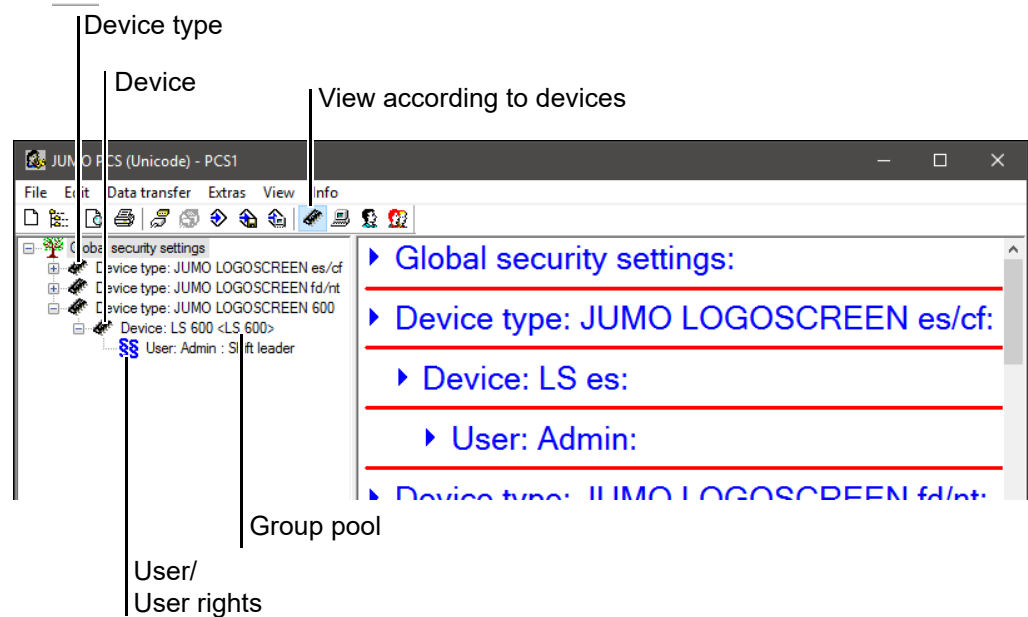 Device type
Device
View according to devices
JUMO PCS (Unicode) - PCS1
File Edit Data transfer Extras View Info
Global security settings
Device type: JUMO LOGOSCREEN es/cf
Device type: JUMO LOGOSCREEN fd/nt
Device type: JUMO LOGOSCREEN 600
Device: LS 600 <LS 600>
§§ User: Admin : Shift leader
Global security settings:
Device type: JUMO LOGOSCREEN es/cf:
Device: LS es:
User: Admin:
Device type: JUMO LOGOSCREEN fd/nt:
Group pool
User/
User rights